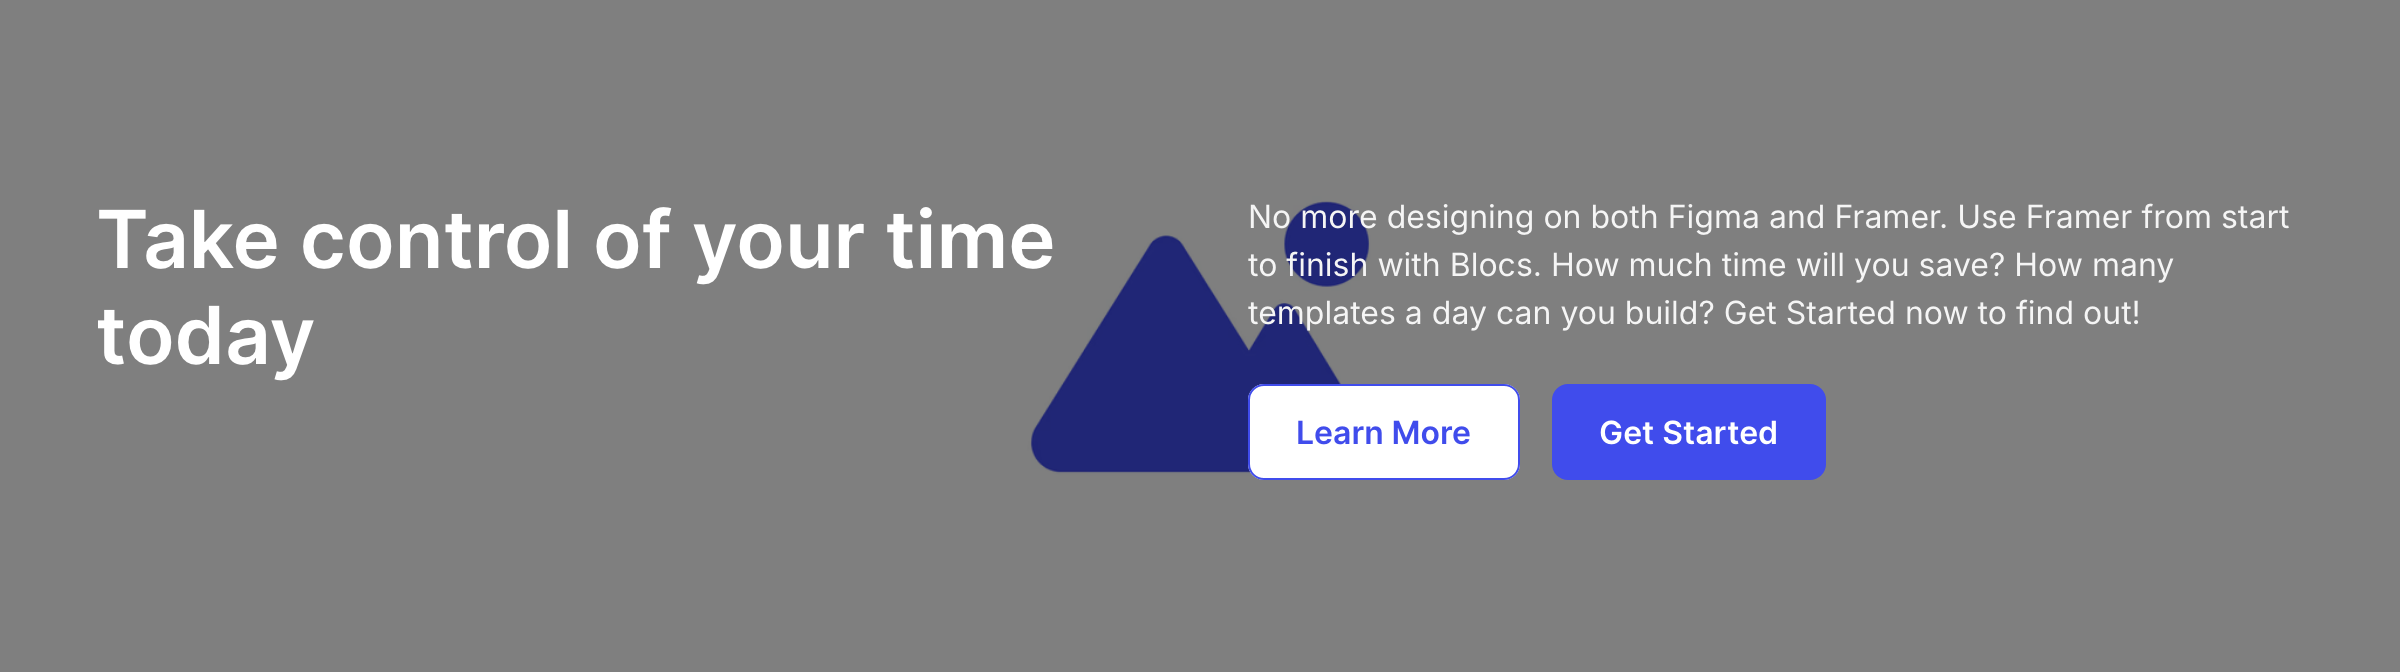 Take control of your time
today
No more designing on both Figma and Framer. Use Framer from start
to finish with Blocs. How much time will you save? How many
templates a day can you build? Get Started now to find out!
Learn More
Get Started